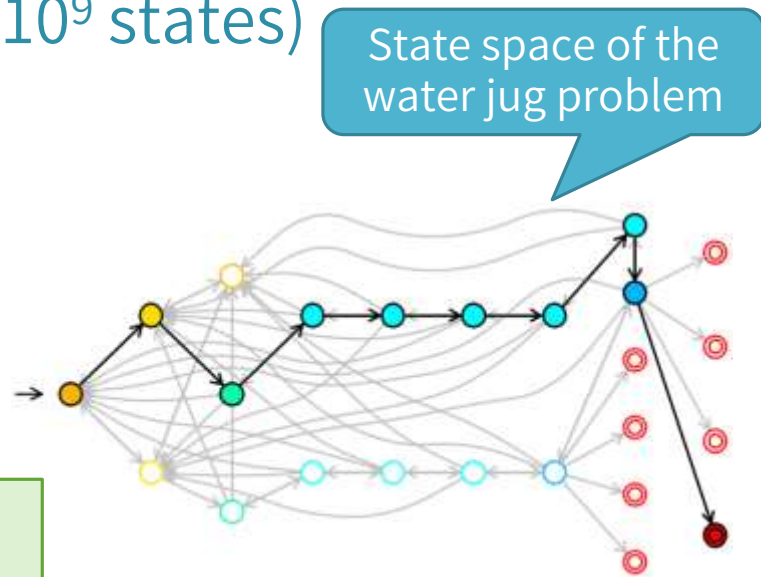 10⁹ states)
State space of the
water jug problem